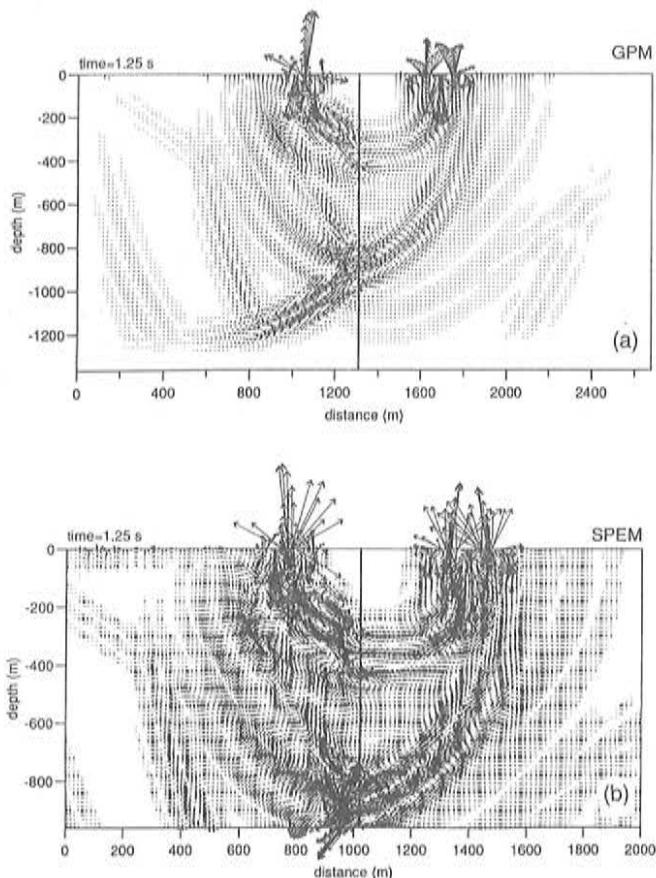 GPM
time=1.25 s
0
-200
-400
-600
-800
-1000
-1200
depth (m)
(a)
0 400 800 1200 1600 2000 2400
distance (m)
SPEM
time=1.25 s
0
-200
-400
-600
-800
depth (m)
(b)
0 200 400 600 800 1000 1200 1400 1600 1800 2000
distance (m)